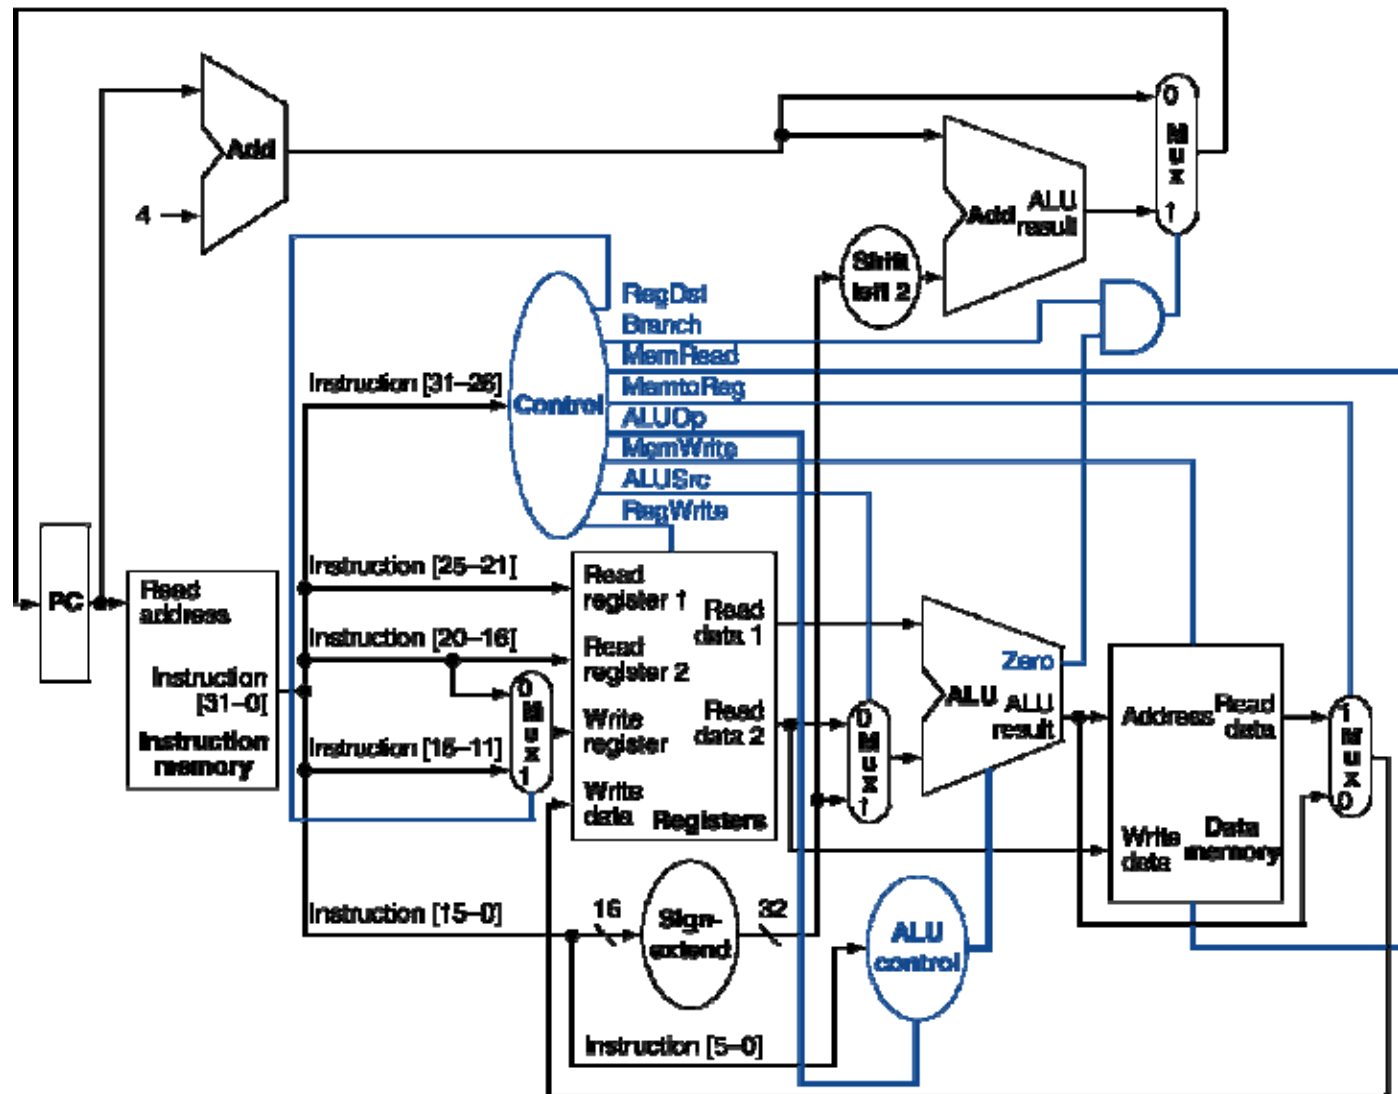 Add
4
0
M
u
x
1
Add
ALU
result
Shift
left 2
RegDst
Branch
MemRead
MemtoReg
ALUOp
MemWrite
ALUSrc
RegWrite
Control
Instruction [31–26]
PC
Read
address
Instruction
[31–0]
Instruction
memory
Instruction [25–21]
Instruction [20–16]
Instruction [15–11]
0
M
u
x
1
Read
register 1
Read
register 2
Write
register
Write
data
Read
data 1
Read
data 2
Registers
0
M
u
x
1
Zero
ALU
ALU
result
Address
Read
data
Write
data
Data
memory
1
M
u
x
0
Instruction [15–0]
16
Sign-
extend
32
ALU
control
Instruction [5–0]